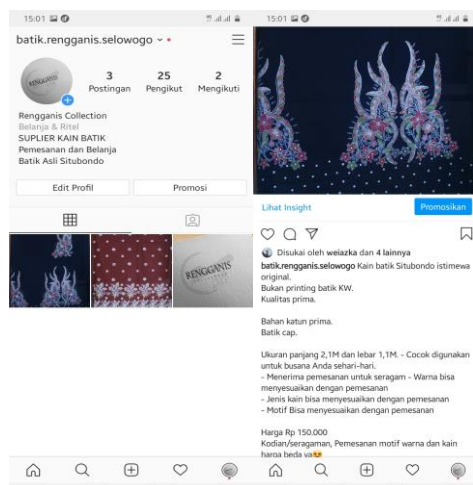 15:01
batik.rengganis.selowogo
RENGGANIS
3 25 2
Postingan Pengikut Mengikuti
Rengganis Collection
Belanja & Ritel
SUPLIER KAIN BATIK
Pemesanan dan Belanja
Batik Asli Situbondo
Edit Profil Promosi
RENGGANIS
15:01
Lihat Insight Promosikan
Disukai oleh weiazka dan 4 lainnya
batik.rengganis.selowogo Kain batik Situbondo istimewa
original.
Bukan printing batik KW.
Kualitas prima.
Bahan katun prima.
Batik cap.
Ukuran panjang 2,1M dan lebar 1,1M. - Cocok digunakan
untuk busana Anda sehari-hari.
- Menerima pemesanan untuk seragam - Warna bisa
menyesuaikan dengan pemesanan
- Jenis kain bisa menyesuaikan dengan pemesanan
- Motif Bisa menyesuaikan dengan pemesanan
Harga Rp 150.000
Kodian/seragaman, Pemesanan motif warna dan kain
harga beda ya